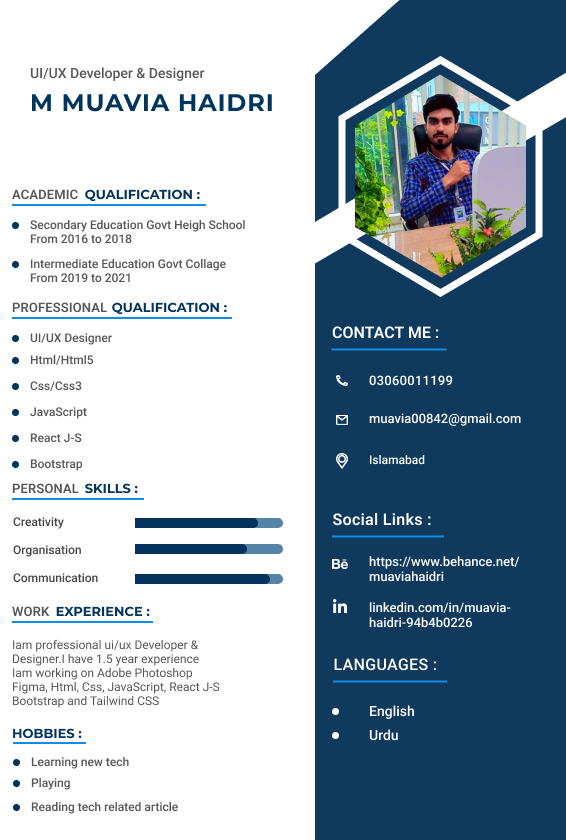 UI/UX Developer & Designer
M MUAVIA HAIDRI
ACADEMIC QUALIFICATION :
Secondary Education Govt Heigh School
From 2016 to 2018
Intermediate Education Govt Collage
From 2019 to 2021
PROFESSIONAL QUALIFICATION :
UI/UX Designer
Html/Html5
Css/Css3
JavaScript
React J-S
Bootstrap
PERSONAL SKILLS :
Creativity
Organisation
Communication
WORK EXPERIENCE :
Iam professional ui/ux Developer &
Designer.I have 1.5 year experience
Iam working on Adobe Photoshop
Figma, Html, Css, JavaScript, React J-S
Bootstrap and Tailwind CSS
HOBBIES :
Learning new tech
Playing
Reading tech related article
CONTACT ME :
03060011199
muavia00842@gmail.com
Islamabad
Social Links :
Bē
https://www.behance.net/
muaviahaidri
in
linkedin.com/in/muavia-
haidri-94b4b0226
LANGUAGES :
English
Urdu